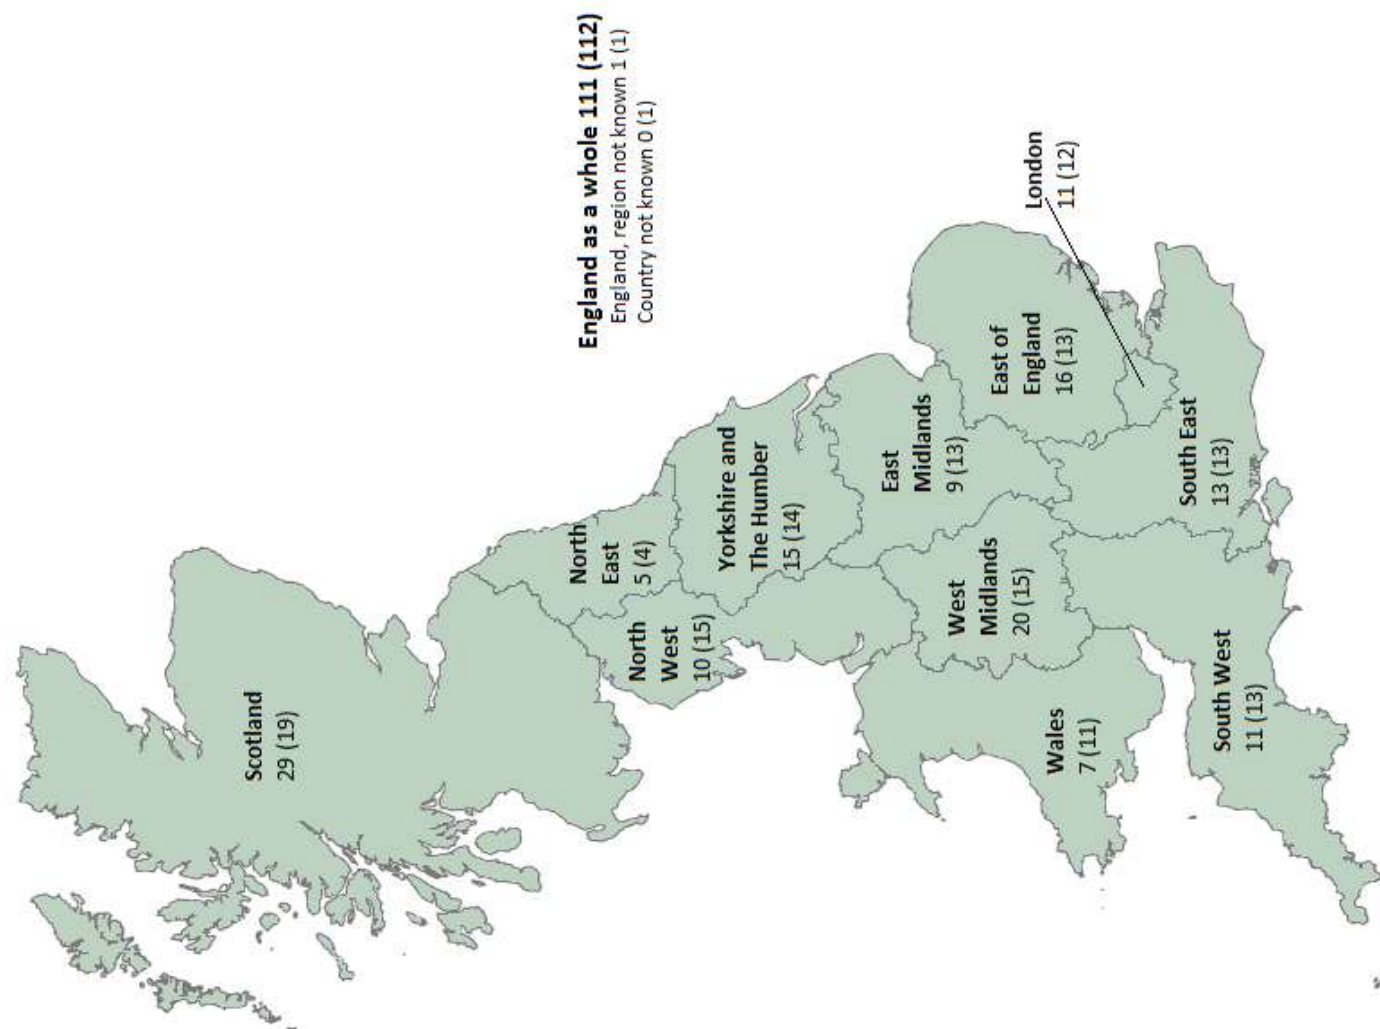 England as a whole 111 (112)
England, region not known 1 (1)
Country not known 0 (1)
Scotland
29 (19)
North
East
5 (4)
North
West
10 (15)
Yorkshire and
The Humber
15 (14)
East
Midlands
9 (13)
West
Midlands
20 (15)
East of
England
16 (13)
London
11 (12)
Wales
7 (11)
South East
13 (13)
South West
11 (13)